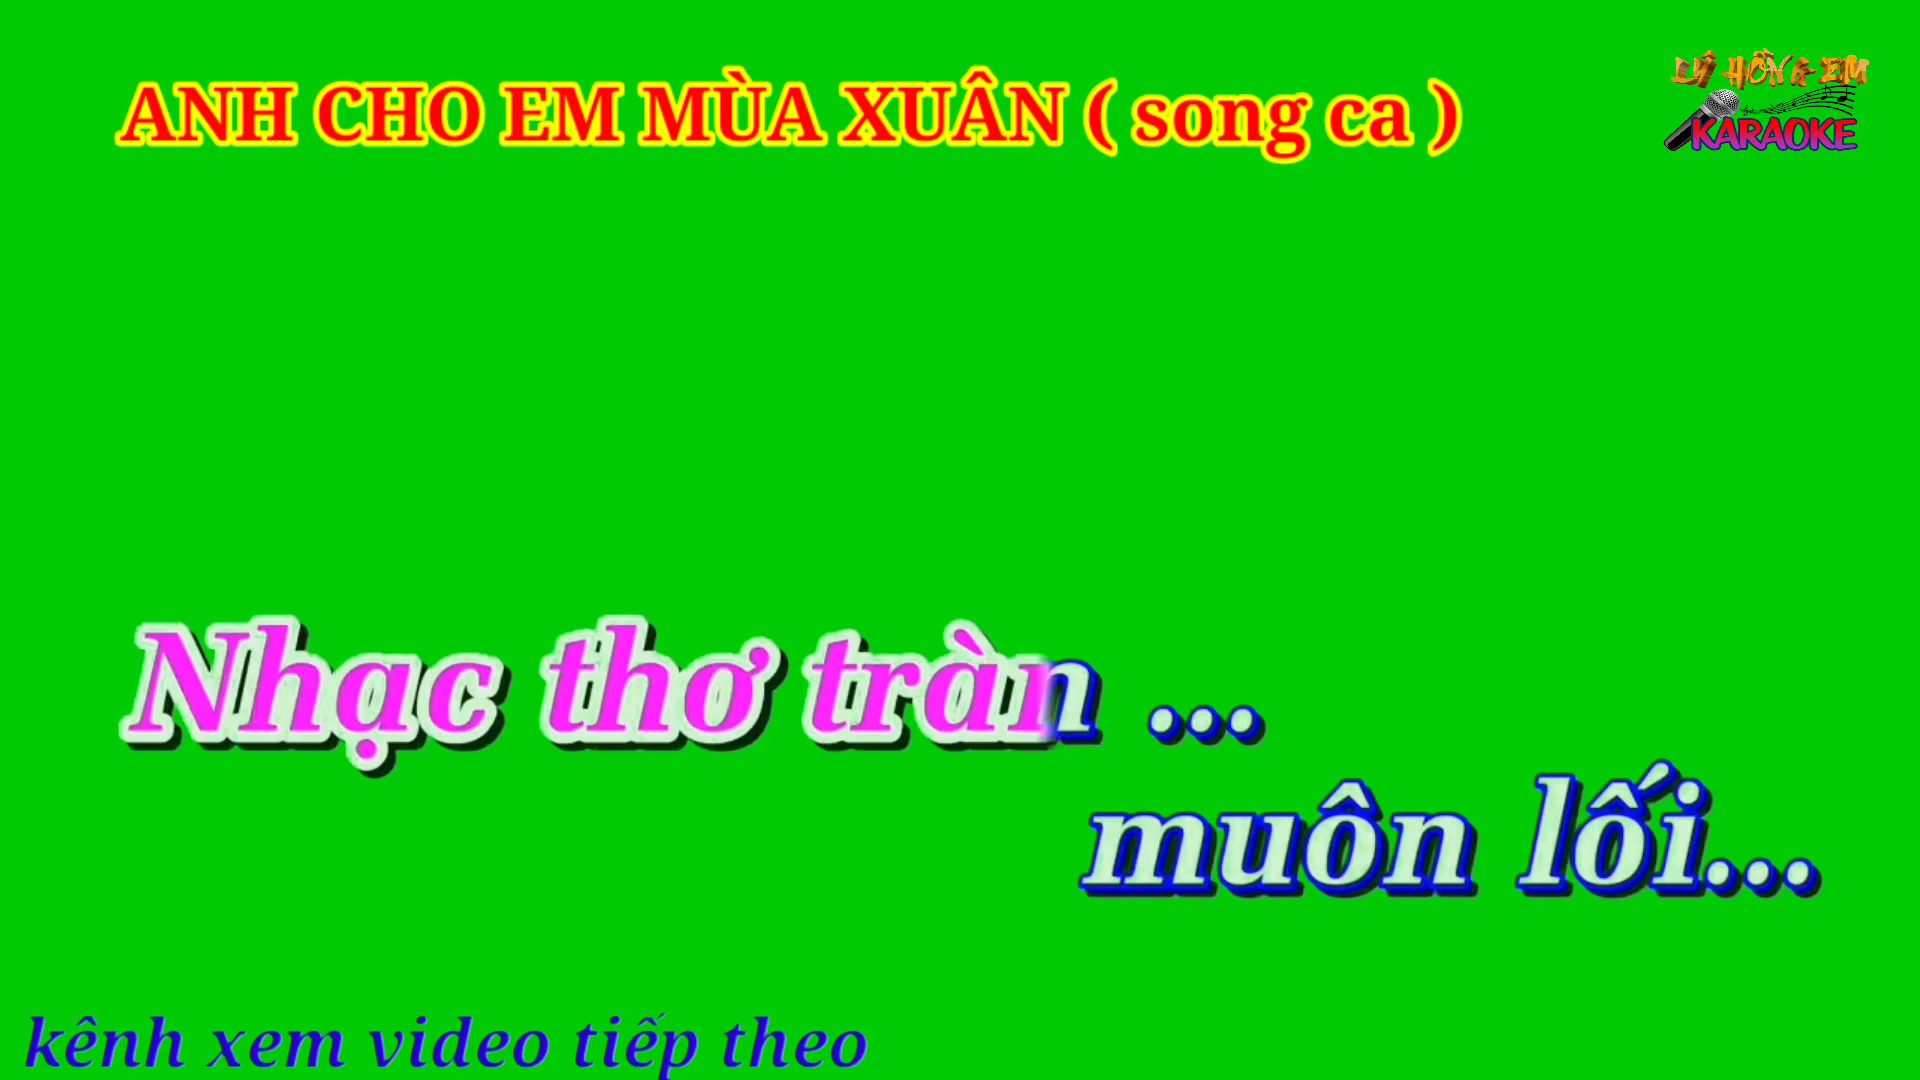 ANH CHO EM MÙA XUÂN ( song ca )
LÝ HỒNG EM
KARAOKE
Nhạc thơ tràn ...
muôn lối...
kênh xem video tiếp theo